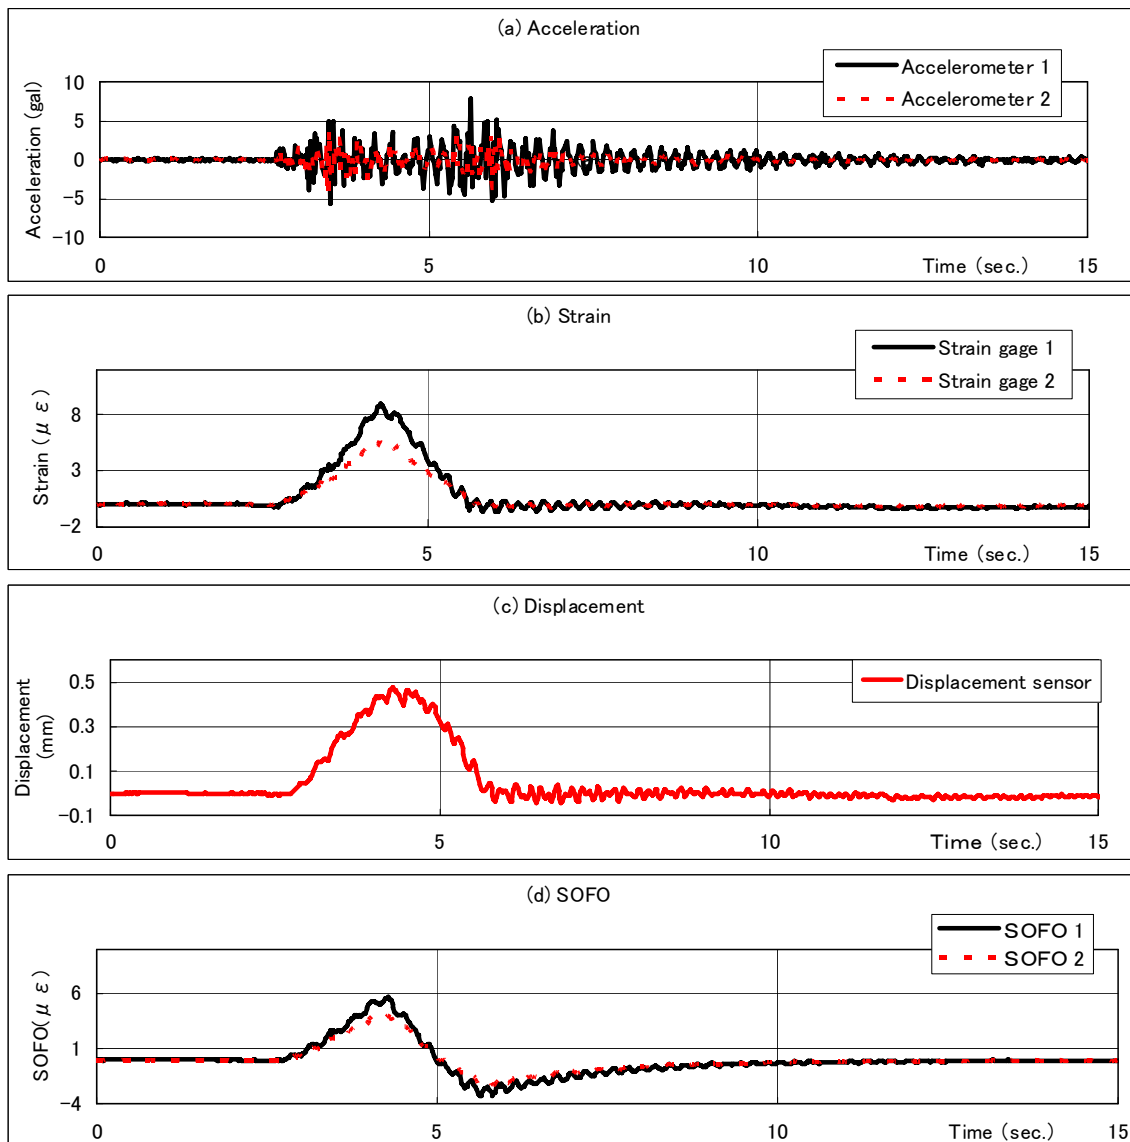 (a) Acceleration
Accelerometer 1
Accelerometer 2
Acceleration (gal)
10
5
0
-5
-10
0
5
10
Time (sec.)
15
(b) Strain
Strain gage 1
Strain gage 2
Strain (μ ε)
8
3
-2
0
5
10
Time (sec.)
15
(c) Displacement
Displacement sensor
Displacement
(mm)
0.5
0.3
0.1
-0.1
0
5
10
Time (sec.)
15
(d) SOFO
SOFO 1
SOFO 2
SOFO(μ ε)
6
1
-4
0
5
10
Time (sec.)
15